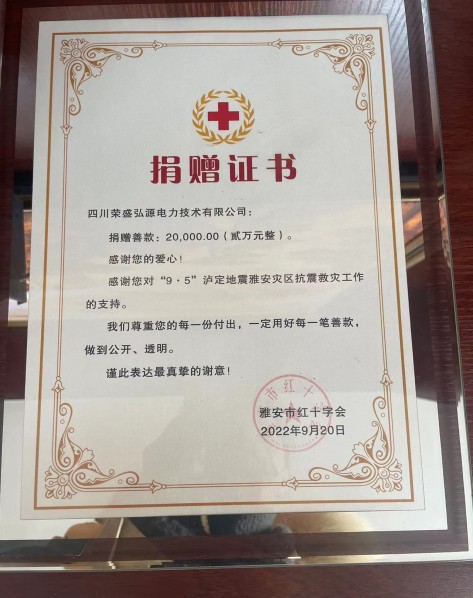 捐赠证书
四川荣盛弘源电力技术有限公司：
捐赠善款：20,000.00（贰万元整）。
感谢您的爱心！
感谢您对“9·5”泸定地震雅安灾区抗震救灾工作
的支持。
我们尊重您的每一份付出，一定用好每一笔善款，
做到公开、透明。
谨此表达最真挚的谢意！
市红十
雅安市红十字会
2022年9月20日